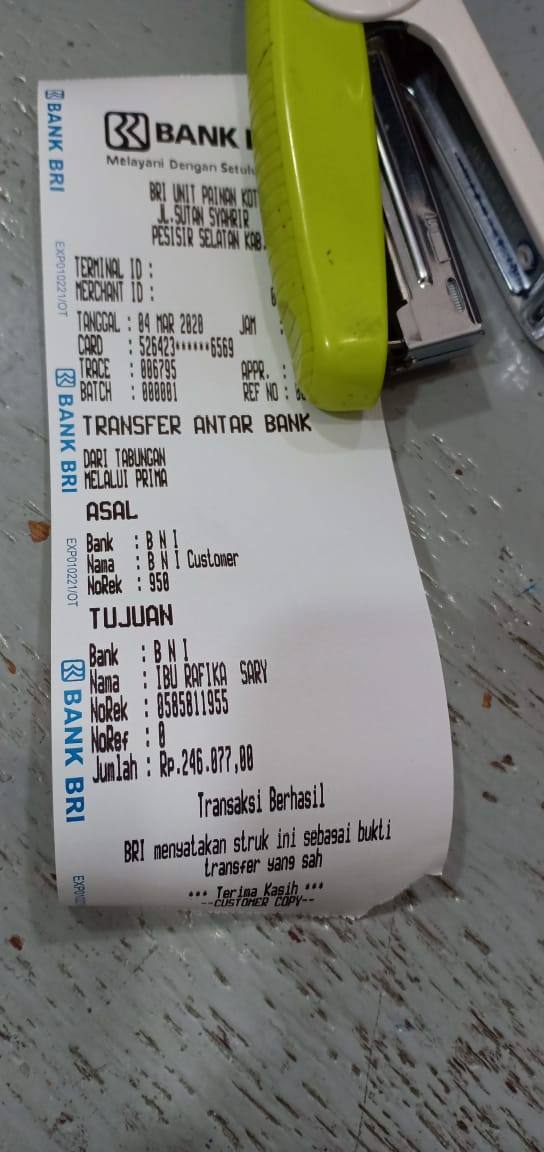 BANK
Melayani Dengan
BRI UNIT PAINAN KOT
JL.SUTAN SYAHRIR
PESISIR SELATAN KAB.
TERMINAL ID :
MERCHANT ID :
TANGGAL : 04 MAR 2020 JAM :
CARD : 526423******6569
TRACE : 006795 APPR. :
BATCH : 000001 REF NO :
TRANSFER ANTAR BANK
DARI TABUNGAN
MELALUI PRIMA
ASAL
Bank : B N I
Nama : B N I Customer
NoRek : 950
TUJUAN
Bank : B N I
Nama : IBU RAFIKA SARY
NoRek : 0585011955
NoRef : 0
Jumlah : Rp.246.077,00
Transaksi Berhasil
BRI menyatakan struk ini sebagai bukti
transfer yang sah
*** Terima Kasih ***
--CUSTOMER COPY--
BANK BRI
EXP010221/OT
BANK BRI
EXP010221/OT
BANK BRI